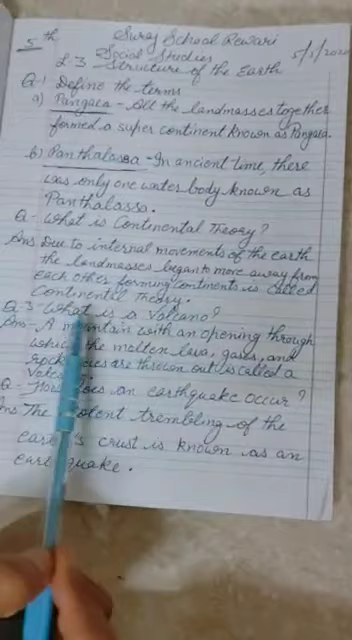 5th
Suraj School Rewari
Social Studies
L 3 Structure of the Earth
Q-1 Define the terms
a) Pangaea - All the landmasses together
formed a super continent known as Pangaea.
b) Panthalassa - In ancient time, there
was only one water body known as
Panthalassa.
Q- What is Continental Theory?
Ans Due to internal movements of the earth
the landmasses began to move away from
each other forming continents is called
Continental Theory.
Q-3 What is a Volcano?
Ans- A mountain with an opening through
the molten lava, gases, and
are thrown out is called a
Q- does an earthquake occur?
Ans The trembling of the
crust is known as an